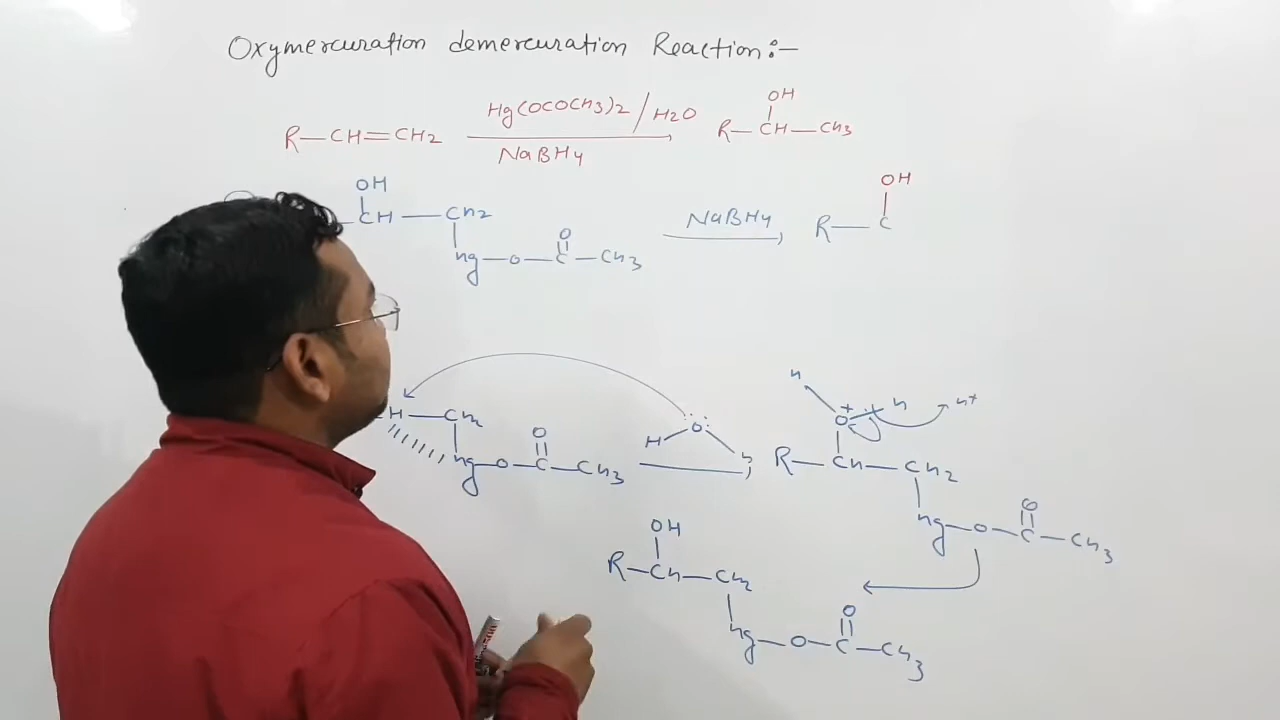 Oxymercuration demercuration Reaction:-
R-CH=CH2 Hg(OCOCH3)2/H2O NaBH4 R-CH-CH3 OH
OH
CH-CH2 NaBH4 R-C OH
Hg-O-C-CH3 O
H-CH2 H-O-H R-CH-CH2 H O+ H H+
Hg-O-C-CH3 O
Hg-O-C-CH3 O
OH
R-CH-CH2
Hg-O-C-CH3 O